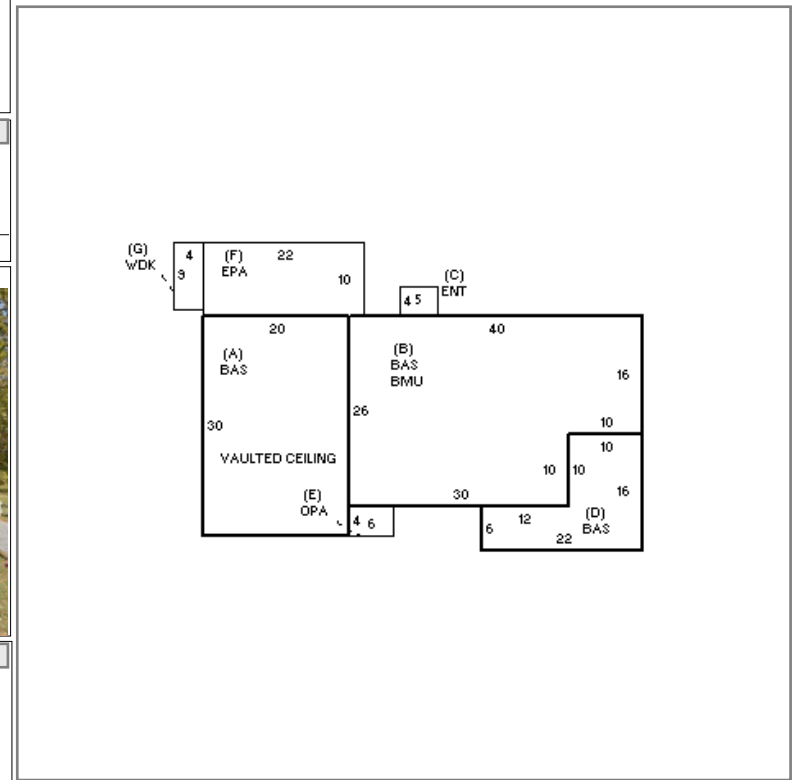 (G)
WDK
4
9
(F)
EPA
22
10
(C)
ENT
4 5
20
(A)
BAS
30
VAULTED CEILING
(E)
OPA
4 6
40
(B)
BAS
BMU
26
16
10
10
10 10
16
30
(D)
BAS
12
6
22